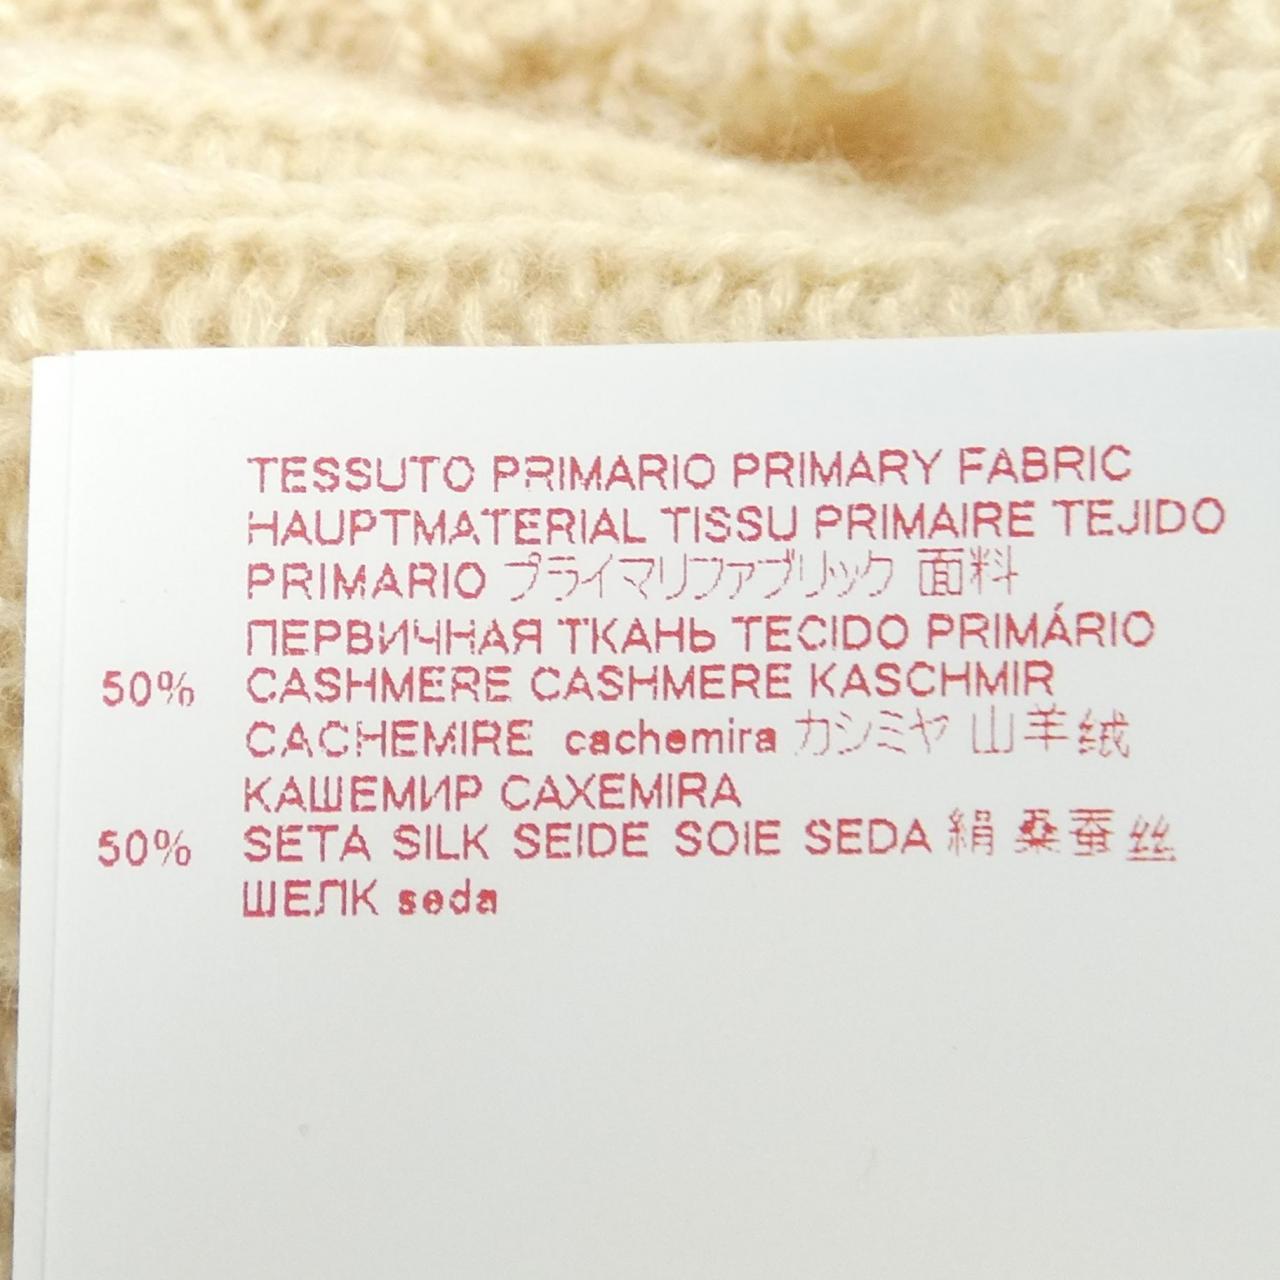 TESSUTO PRIMARIO PRIMARY FABRIC
HAUPTMATERIAL TISSU PRIMAIRE TEJIDO
PRIMARIO プライマリファブリック 面料
ПЕРВИЧНАЯ ТКАНЬ TECIDO PRIMÁRIO
50% CASHMERE CASHMERE KASCHMIR
CACHEMIRE cachemira カシミヤ 山羊绒
КАШЕМИР CAXEMIRA
50% SETA SILK SEIDE SOIE SEDA 絹 桑蚕丝
ШЕЛК seda